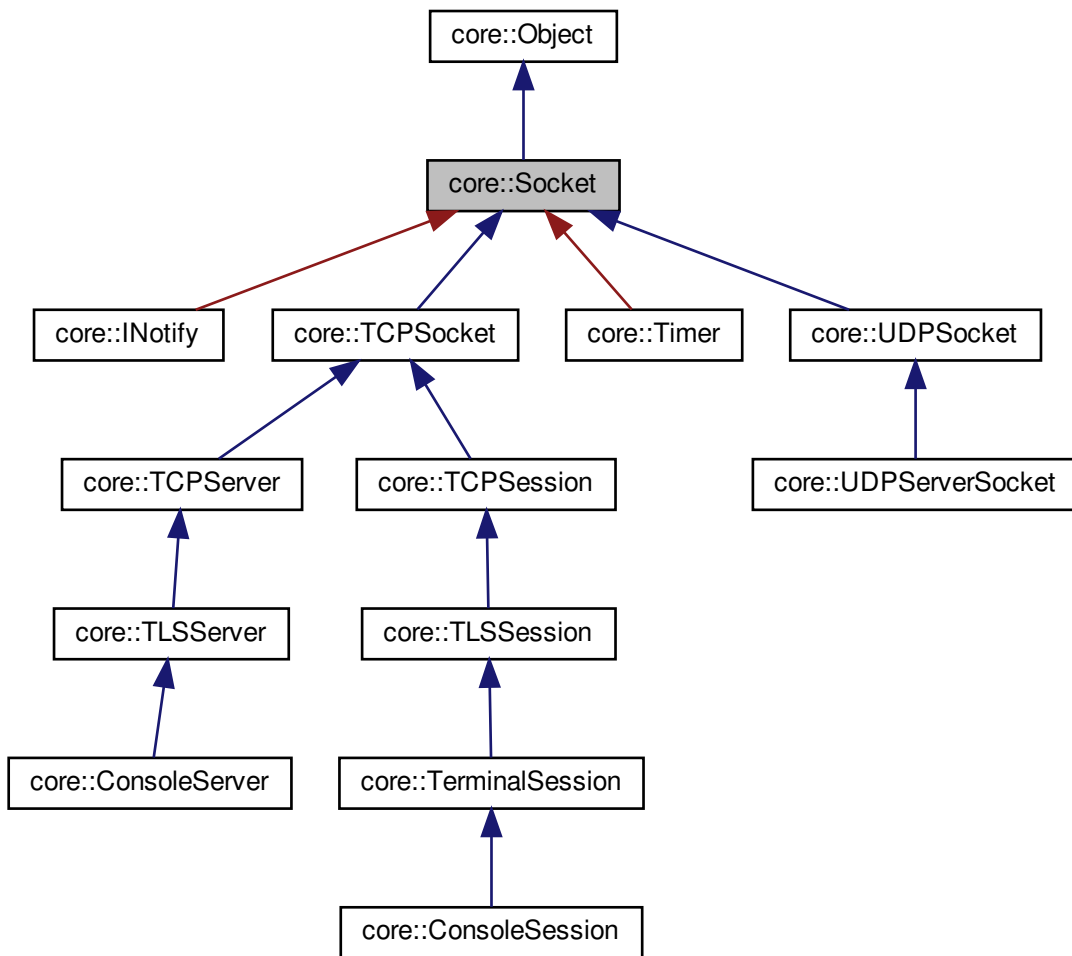 core::Object
core::Socket
core::INotify
core::TCPSocket
core::Timer
core::UDPSocket
core::TCPServer
core::TCPSession
core::UDPServerSocket
core::TLSServer
core::TLSSession
core::ConsoleServer
core::TerminalSession
core::ConsoleSession